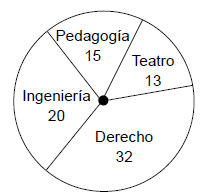 Pedagogía
15
Teatro
13
Ingeniería
20
Derecho
32